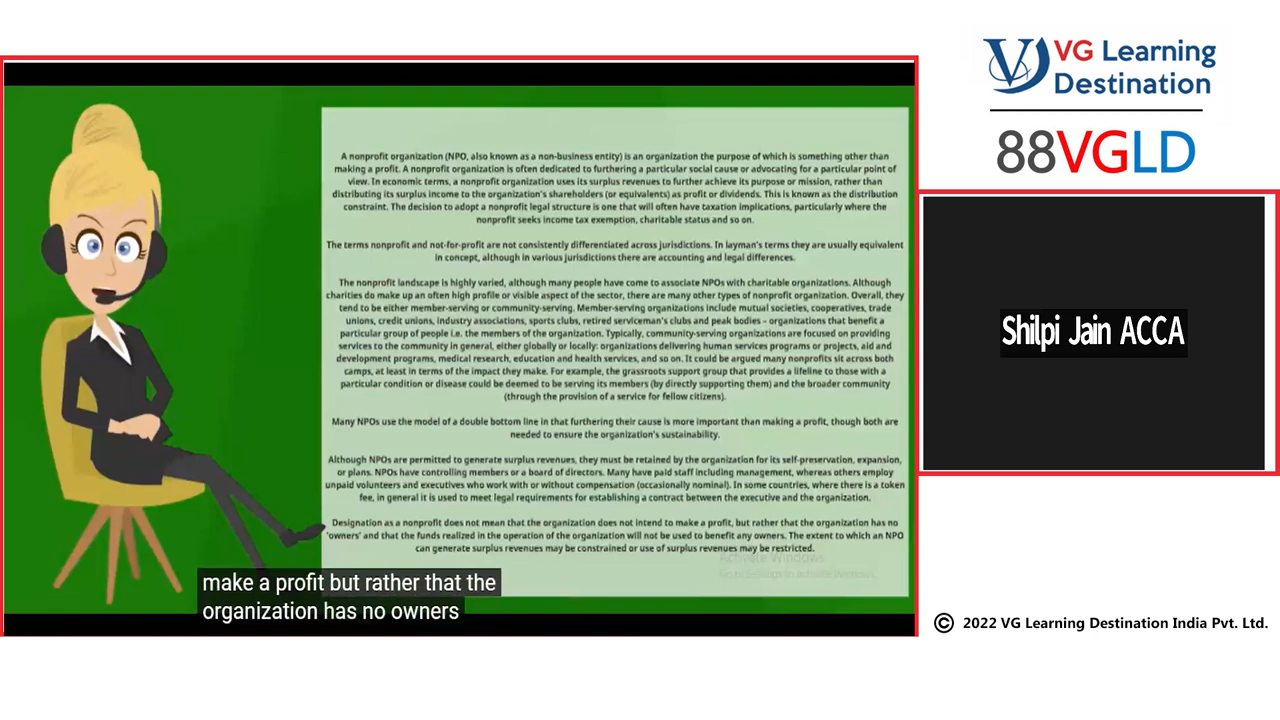 A nonprofit organization (NPO, also known as a non-business entity) is an organization the purpose of which is something other than
making a profit. A nonprofit organization is often dedicated to furthering a particular social cause or advocating for a particular point of
view. In economic terms, a nonprofit organization uses its surplus revenues to further achieve its purpose or mission, rather than
distributing its surplus income to the organization's shareholders (or equivalents) as profit or dividends. This is known as the distribution
constraint. The decision to adopt a nonprofit legal structure is one that will often have taxation implications, particularly where the
nonprofit seeks income tax exemption, charitable status and so on.
The terms nonprofit and not-for-profit are not consistently differentiated across jurisdictions. In layman's terms they are usually equivalent
in concept, although in various jurisdictions there are accounting and legal differences.
The nonprofit landscape is highly varied, although many people have come to associate NPOs with charitable organizations. Although
charities do make up an often high profile or visible aspect of the sector, there are many other types of nonprofit organization. Overall, they
tend to be either member-serving or community-serving. Member-serving organizations include mutual societies, cooperatives, trade
unions, credit unions, industry associations, sports clubs, retired serviceman's clubs and peak bodies – organizations that benefit a
particular group of people i.e. the members of the organization. Typically, community-serving organizations are focused on providing
services to the community in general, either globally or locally: organizations delivering human services programs or projects, aid and
development programs, medical research, education and health services, and so on. It could be argued many nonprofits sit across both
camps, at least in terms of the impact they make. For example, the grassroots support group that provides a lifeline to those with a
particular condition or disease could be deemed to be serving its members (by directly supporting them) and the broader community
(through the provision of a service for fellow citizens).
Many NPOs use the model of a double bottom line in that furthering their cause is more important than making a profit, though both are
needed to ensure the organization's sustainability.
Although NPOs are permitted to generate surplus revenues, they must be retained by the organization for its self-preservation, expansion,
or plans. NPOs have controlling members or a board of directors. Many have paid staff including management, whereas others employ
unpaid volunteers and executives who work with or without compensation (occasionally nominal). In some countries, where there is a token
fee, in general it is used to meet legal requirements for establishing a contract between the executive and the organization.
Designation as a nonprofit does not mean that the organization does not intend to make a profit, but rather that the organization has no
'owners' and that the funds realized in the operation of the organization will not be used to benefit any owners. The extent to which an NPO
can generate surplus revenues may be constrained or use of surplus revenues may be restricted.
Activate Windows
Go to Settings to activate Windows.
make a profit but rather that the
organization has no owners
VG Learning
Destination
88VGLD
Shilpi Jain ACCA
© 2022 VG Learning Destination India Pvt. Ltd.